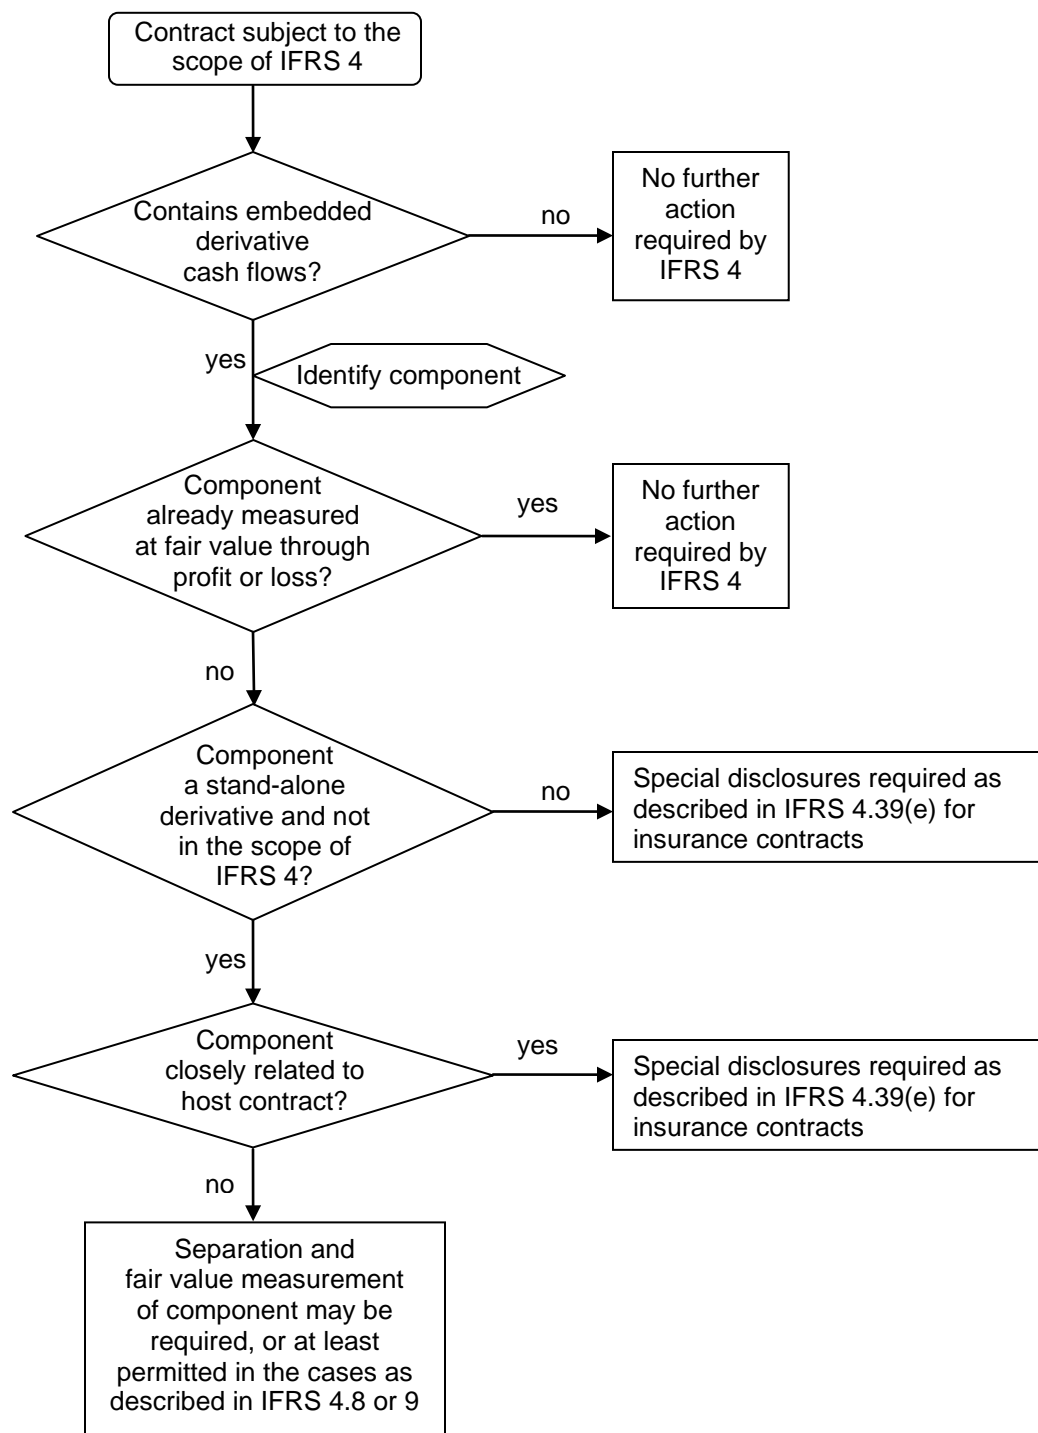 Contract subject to the
scope of IFRS 4
Contains embedded
derivative
cash flows?
no
No further
action
required by
IFRS 4
yes
Identify component
Component
already measured
at fair value through
profit or loss?
yes
No further
action
required by
IFRS 4
no
Component
a stand-alone
derivative and not
in the scope of
IFRS 4?
no
Special disclosures required as
described in IFRS 4.39(e) for
insurance contracts
yes
Component
closely related to
host contract?
yes
Special disclosures required as
described in IFRS 4.39(e) for
insurance contracts
no
Separation and
fair value measurement
of component may be
required, or at least
permitted in the cases as
described in IFRS 4.8 or 9